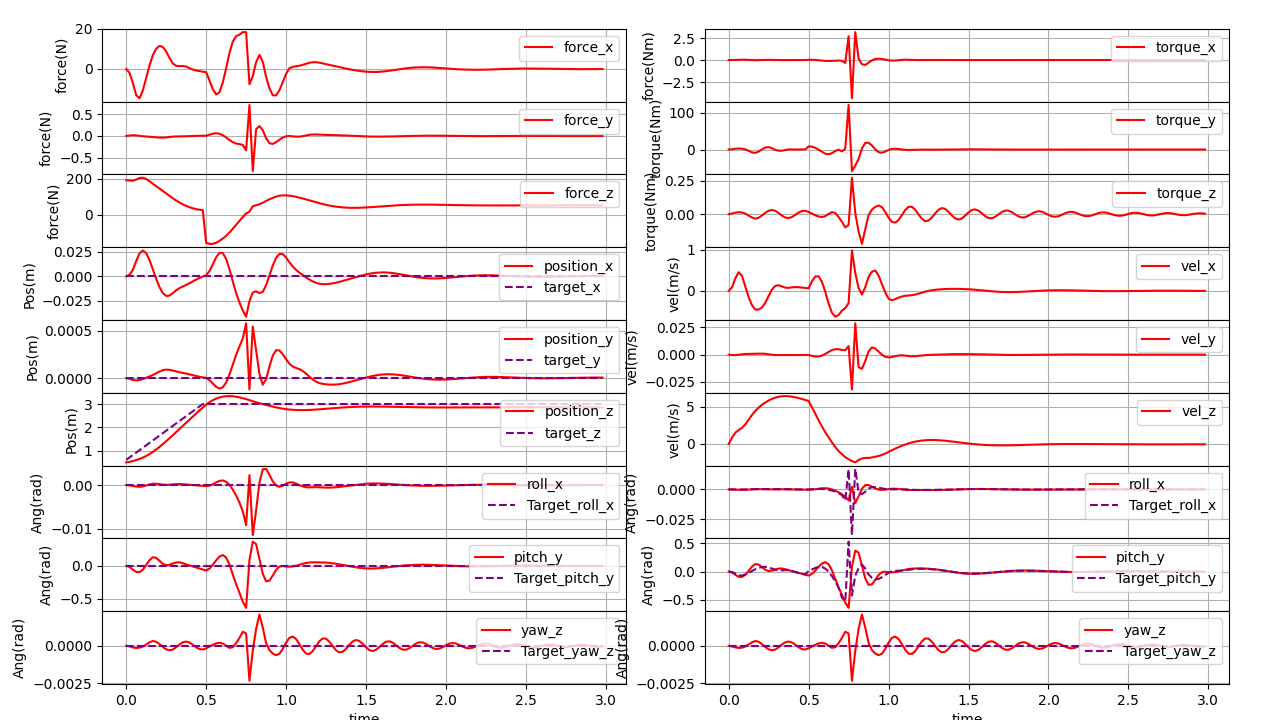 force(N)
20
0
force_x
force(N)
0.5
0.0
−0.5
force_y
force(N)
200
0
force_z
Pos(m)
0.025
0.000
−0.025
position_x
target_x
Pos(m)
0.0005
0.0000
position_y
target_y
Pos(m)
3
2
1
position_z
target_z
Ang(rad)
0.00
−0.01
roll_x
Target_roll_x
Ang(rad)
0.0
−0.5
pitch_y
Target_pitch_y
Ang(rad)
0.0000
−0.0025
yaw_z
Target_yaw_z
0.0 0.5 1.0 1.5 2.0 2.5 3.0
time
force(Nm)
2.5
0.0
−2.5
torque_x
torque(Nm)
100
0
torque_y
torque(Nm)
0.25
0.00
torque_z
vel(m/s)
1
0
vel_x
vel(m/s)
0.025
0.000
−0.025
vel_y
vel(m/s)
5
0
vel_z
Ang(rad)
0.000
−0.025
roll_x
Target_roll_x
Ang(rad)
0.5
0.0
−0.5
pitch_y
Target_pitch_y
Ang(rad)
0.0000
−0.0025
yaw_z
Target_yaw_z
0.0 0.5 1.0 1.5 2.0 2.5 3.0
time